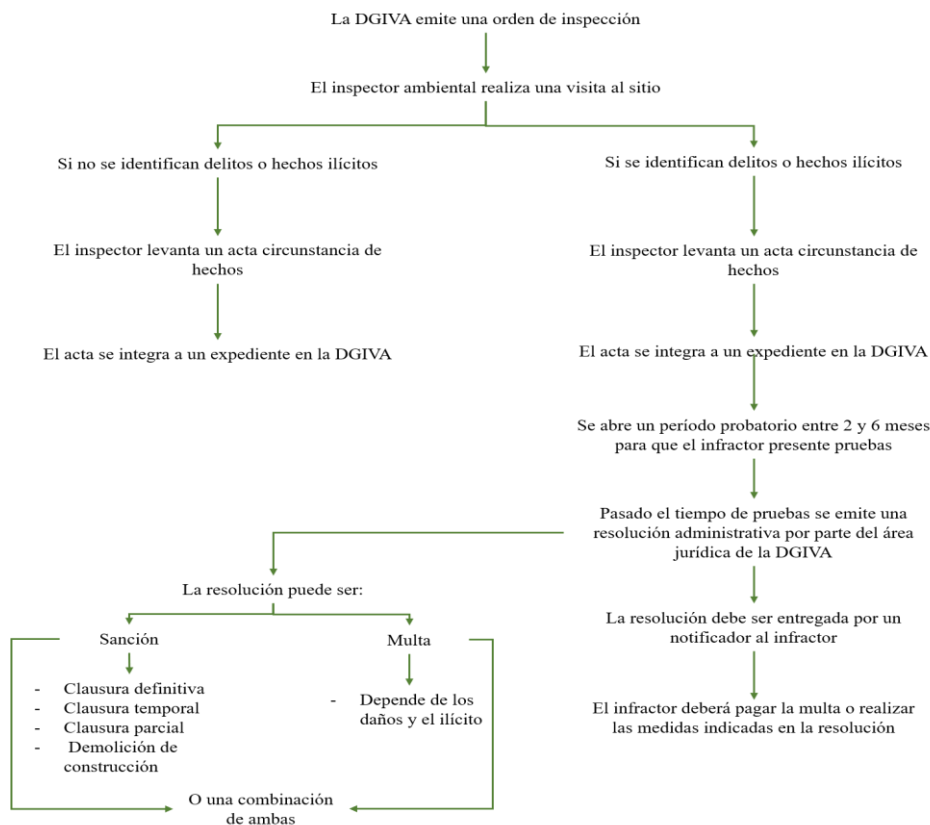 La DGIVA emite una orden de inspección
El inspector ambiental realiza una visita al sitio
Si no se identifican delitos o hechos ilícitos
Si se identifican delitos o hechos ilícitos
El inspector levanta un acta circunstancia de
hechos
El inspector levanta un acta circunstancia de
hechos
El acta se integra a un expediente en la DGIVA
El acta se integra a un expediente en la DGIVA
Se abre un período probatorio entre 2 y 6 meses
para que el infractor presente pruebas
Pasado el tiempo de pruebas se emite una
resolución administrativa por parte del área
jurídica de la DGIVA
La resolución puede ser:
Sanción
- Clausura definitiva
- Clausura temporal
- Clausura parcial
- Demolición de
construcción
Multa
- Depende de los
daños y el ilícito
O una combinación
de ambas
La resolución debe ser entregada por un
notificador al infractor
El infractor deberá pagar la multa o realizar
las medidas indicadas en la resolución